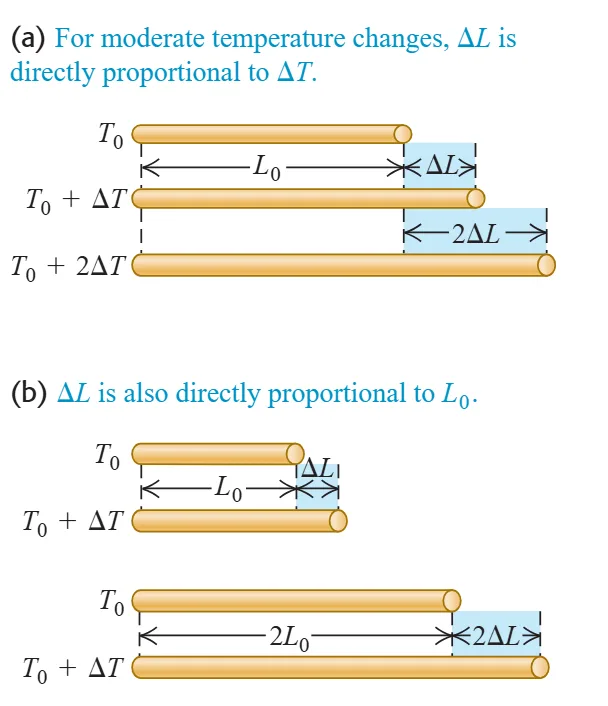 (a) For moderate temperature changes, ΔL is
directly proportional to ΔT.
T₀
L₀
ΔL
T₀ + ΔT
2ΔL
T₀ + 2ΔT
(b) ΔL is also directly proportional to L₀.
T₀
ΔL
L₀
T₀ + ΔT
T₀
2L₀
2ΔL
T₀ + ΔT